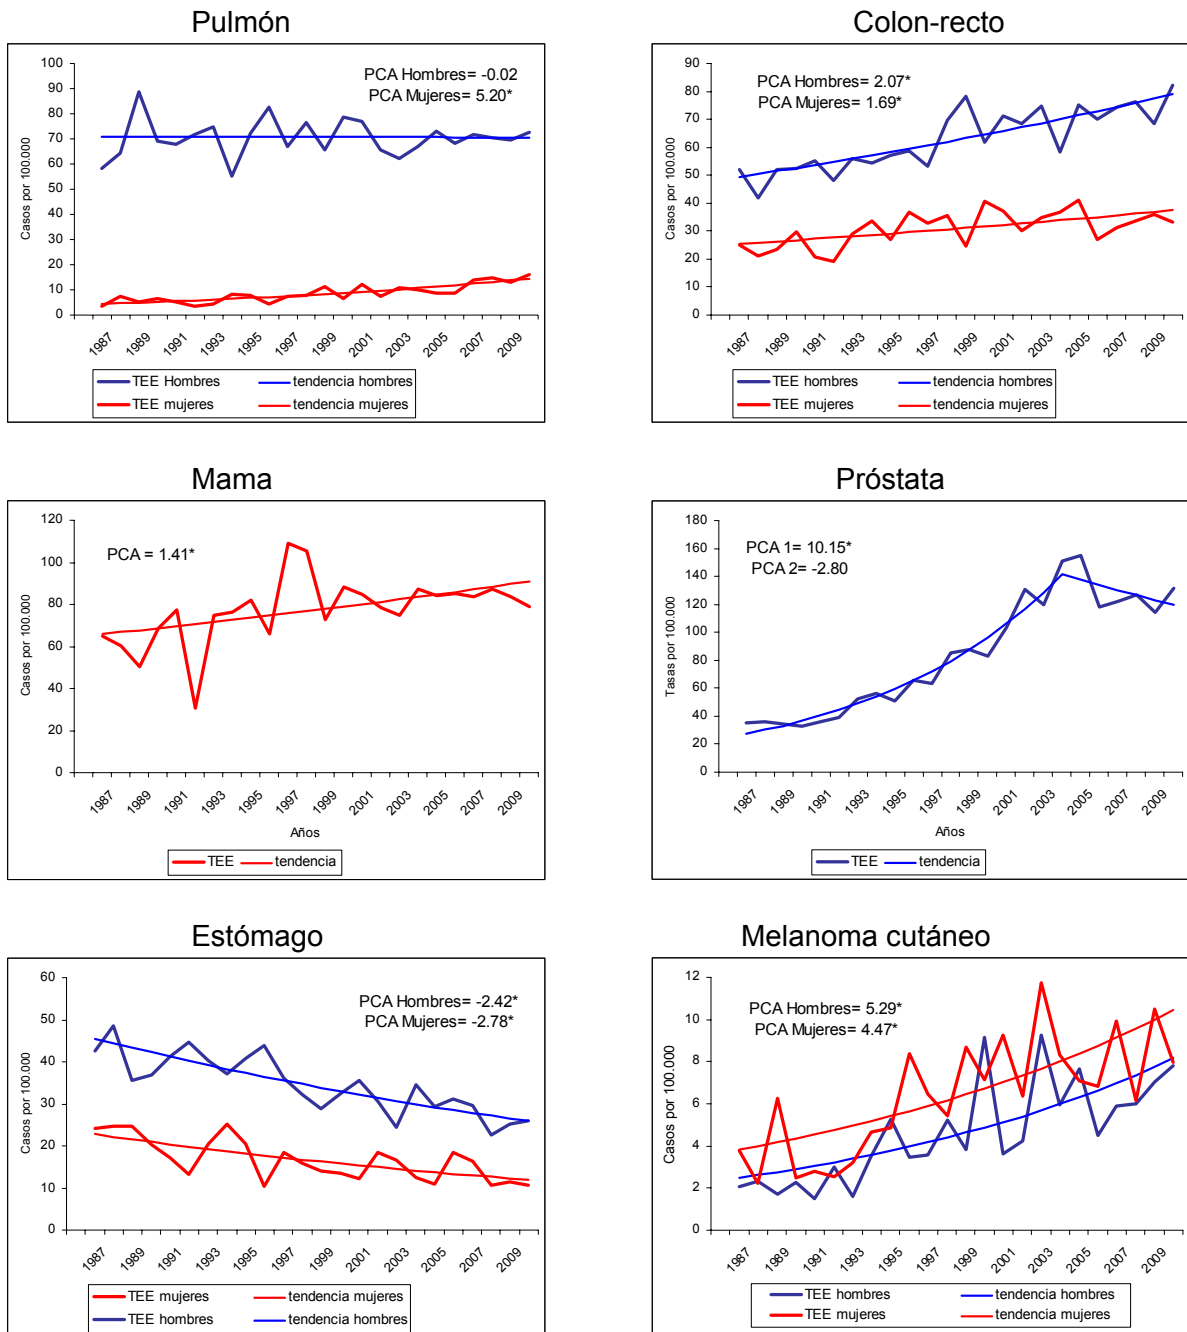 Pulmón
PCA Hombres= -0.02
PCA Mujeres= 5.20*
Casos por 100.000
100
90
80
70
60
50
40
30
20
10
0
1987 1989 1991 1993 1995 1997 1999 2001 2003 2005 2007 2009
TEE Hombres tendencia hombres
TEE mujeres tendencia mujeres
Colon-recto
PCA Hombres= 2.07*
PCA Mujeres= 1.69*
Casos por 100.000
90
80
70
60
50
40
30
20
10
0
1987 1989 1991 1993 1995 1997 1999 2001 2003 2005 2007 2009
TEE hombres tendencia hombres
TEE mujeres tendencia mujeres
Mama
PCA = 1.41*
Casos por 100.000
120
100
80
60
40
20
0
1987 1989 1991 1993 1995 1997 1999 2001 2003 2005 2007 2009
Años
TEE tendencia
Próstata
PCA 1= 10.15*
PCA 2= -2.80
Tasas por 100.000
180
160
140
120
100
80
60
40
20
0
1987 1989 1991 1993 1995 1997 1999 2001 2003 2005 2007 2009
Años
TEE tendencia
Estómago
PCA Hombres= -2.42*
PCA Mujeres= -2.78*
Casos por 100.000
60
50
40
30
20
10
0
1987 1989 1991 1993 1995 1997 1999 2001 2003 2005 2007 2009
TEE mujeres tendencia mujeres
TEE hombres tendencia hombres
Melanoma cutáneo
PCA Hombres= 5.29*
PCA Mujeres= 4.47*
Casos por 100.000
12
10
8
6
4
2
0
1987 1989 1991 1993 1995 1997 1999 2001 2003 2005 2007 2009
TEE hombres tendencia hombres
TEE mujeres tendencia mujeres